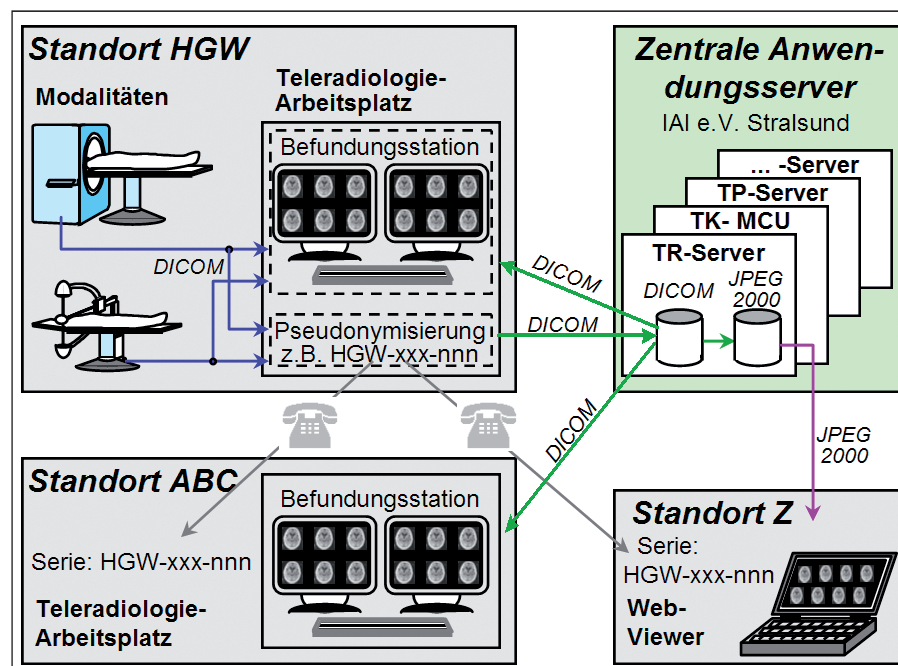 Standort HGW
Modalitäten
Teleradiologie-
Arbeitsplatz
Befundungsstation
DICOM
Pseudonymisierung
z.B. HGW-xxx-nnn
DICOM
DICOM
DICOM
Zentrale Anwen-
dungsserver
IAI e.V. Stralsund
... -Server
TP-Server
TK- MCU
TR-Server
DICOM
JPEG
2000
JPEG
2000
Standort ABC
Befundungsstation
Serie: HGW-xxx-nnn
Teleradiologie-
Arbeitsplatz
Standort Z
Serie:
HGW-xxx-nnn
Web-
Viewer